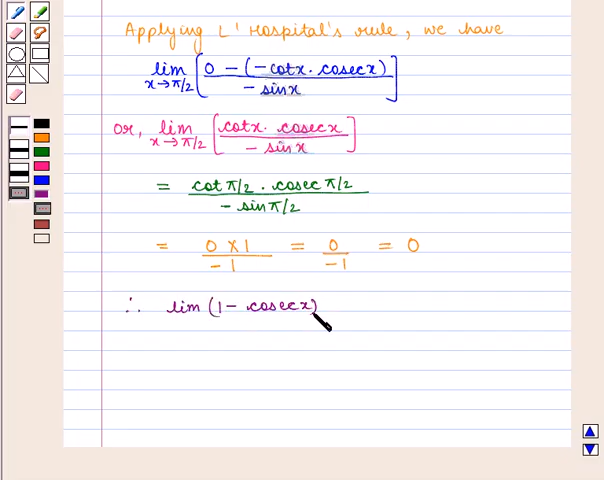 Applying L' Hospital's rule, we have
lim x→π/2 [0 - (-cotx. cosecx) / - sinx]
or, lim x→π/2 [cotx. cosecx / - sinx]
= cot π/2 . cosec π/2 / - sin π/2
= 0 × 1 / -1 = 0 / -1 = 0
∴ lim (1 - cosecx)